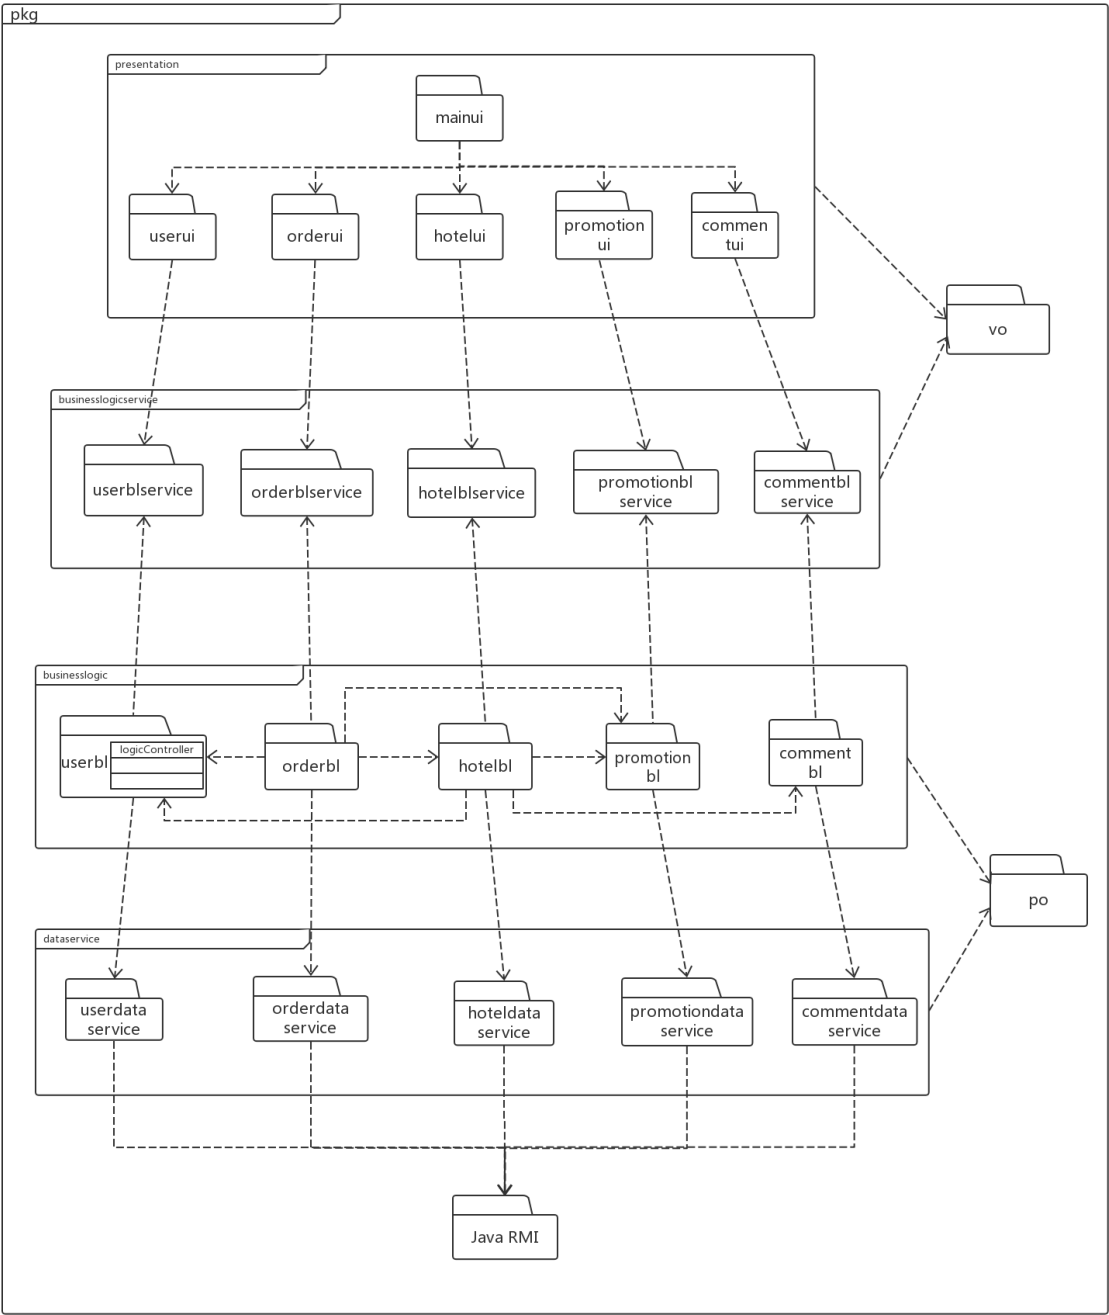 pkg
presentation
mainui
userui
orderui
hotelui
promotion
ui
commen
tui
vo
businesslogicservice
userblservice
orderblservice
hotelblservice
promotionbl
service
commentbl
service
businesslogic
userbl
logicController
orderbl
hotelbl
promotion
bl
comment
bl
po
dataservice
userdata
service
orderdata
service
hoteldata
service
promotiondata
service
commentdata
service
Java RMI